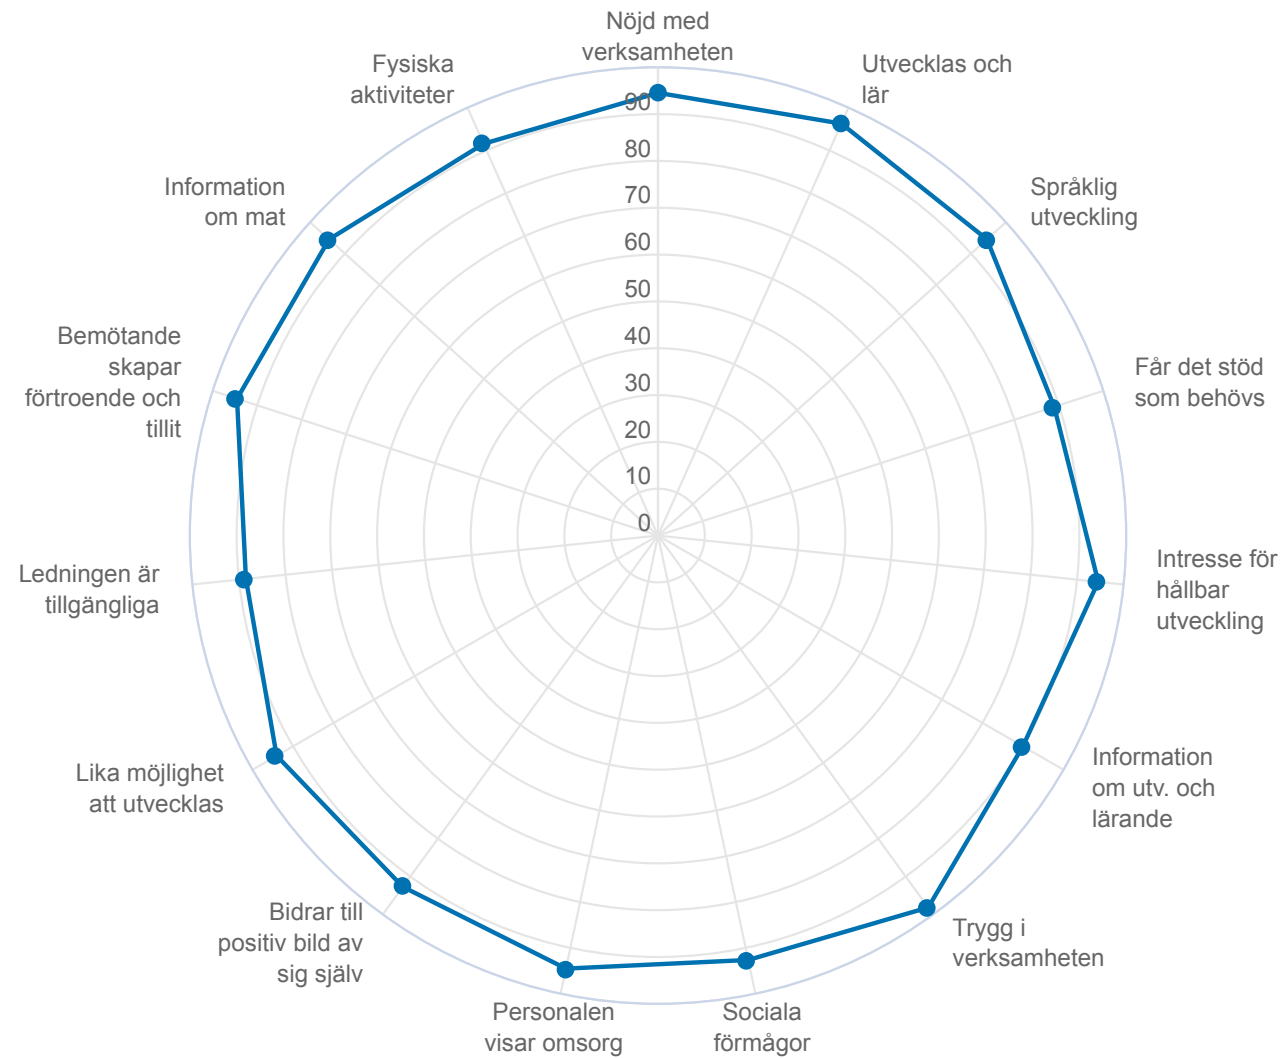 Nöjd med
verksamheten
Utvecklas och
lär
Språklig
utveckling
Får det stöd
som behövs
Intresse för
hållbar
utveckling
Information
om utv. och
lärande
Trygg i
verksamheten
Sociala
förmågor
Personalen
visar omsorg
Bidrar till
positiv bild av
sig själv
Lika möjlighet
att utvecklas
Ledningen är
tillgängliga
Bemötande
skapar
förtroende och
tillit
Information
om mat
Fysiska
aktiviteter
90
80
70
60
50
40
30
20
10
0